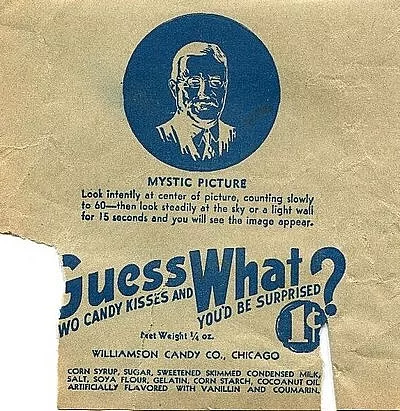 MYSTIC PICTURE
Look intently at center of picture, counting slowly
to 60—then look steadily at the sky or a light wall
for 15 seconds and you will see the image appear.
Guess What?
WO CANDY KISSES AND YOU'D BE SURPRISED
1¢
Net Weight ¼ oz.
WILLIAMSON CANDY CO., CHICAGO
CORN SYRUP, SUGAR, SWEETENED SKIMMED CONDENSED MILK,
SALT, SOYA FLOUR, GELATIN, CORN STARCH, COCOANUT OIL
ARTIFICIALLY FLAVORED WITH VANILLIN AND COUMARIN.